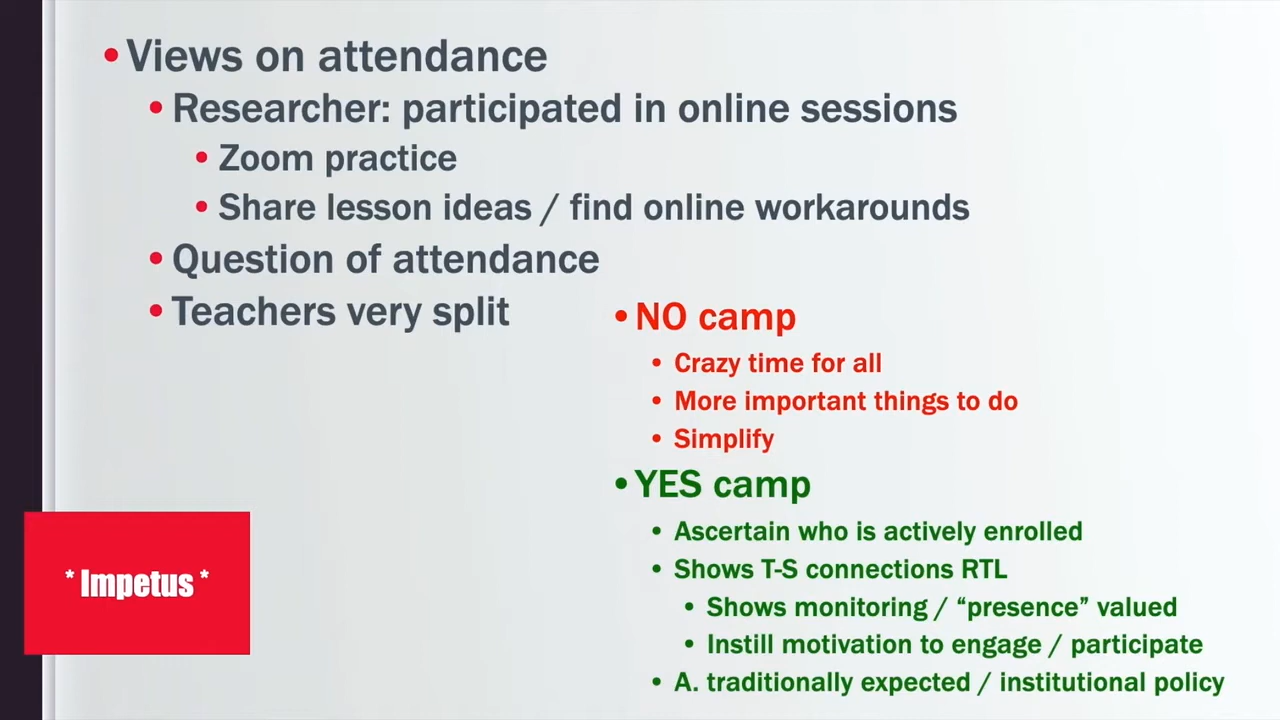 •Views on attendance
•Researcher: participated in online sessions
•Zoom practice
•Share lesson ideas / find online workarounds
•Question of attendance
•Teachers very split
•NO camp
•Crazy time for all
•More important things to do
•Simplify
•YES camp
•Ascertain who is actively enrolled
•Shows T-S connections RTL
•Shows monitoring / “presence” valued
•Instill motivation to engage / participate
•A. traditionally expected / institutional policy
* Impetus *